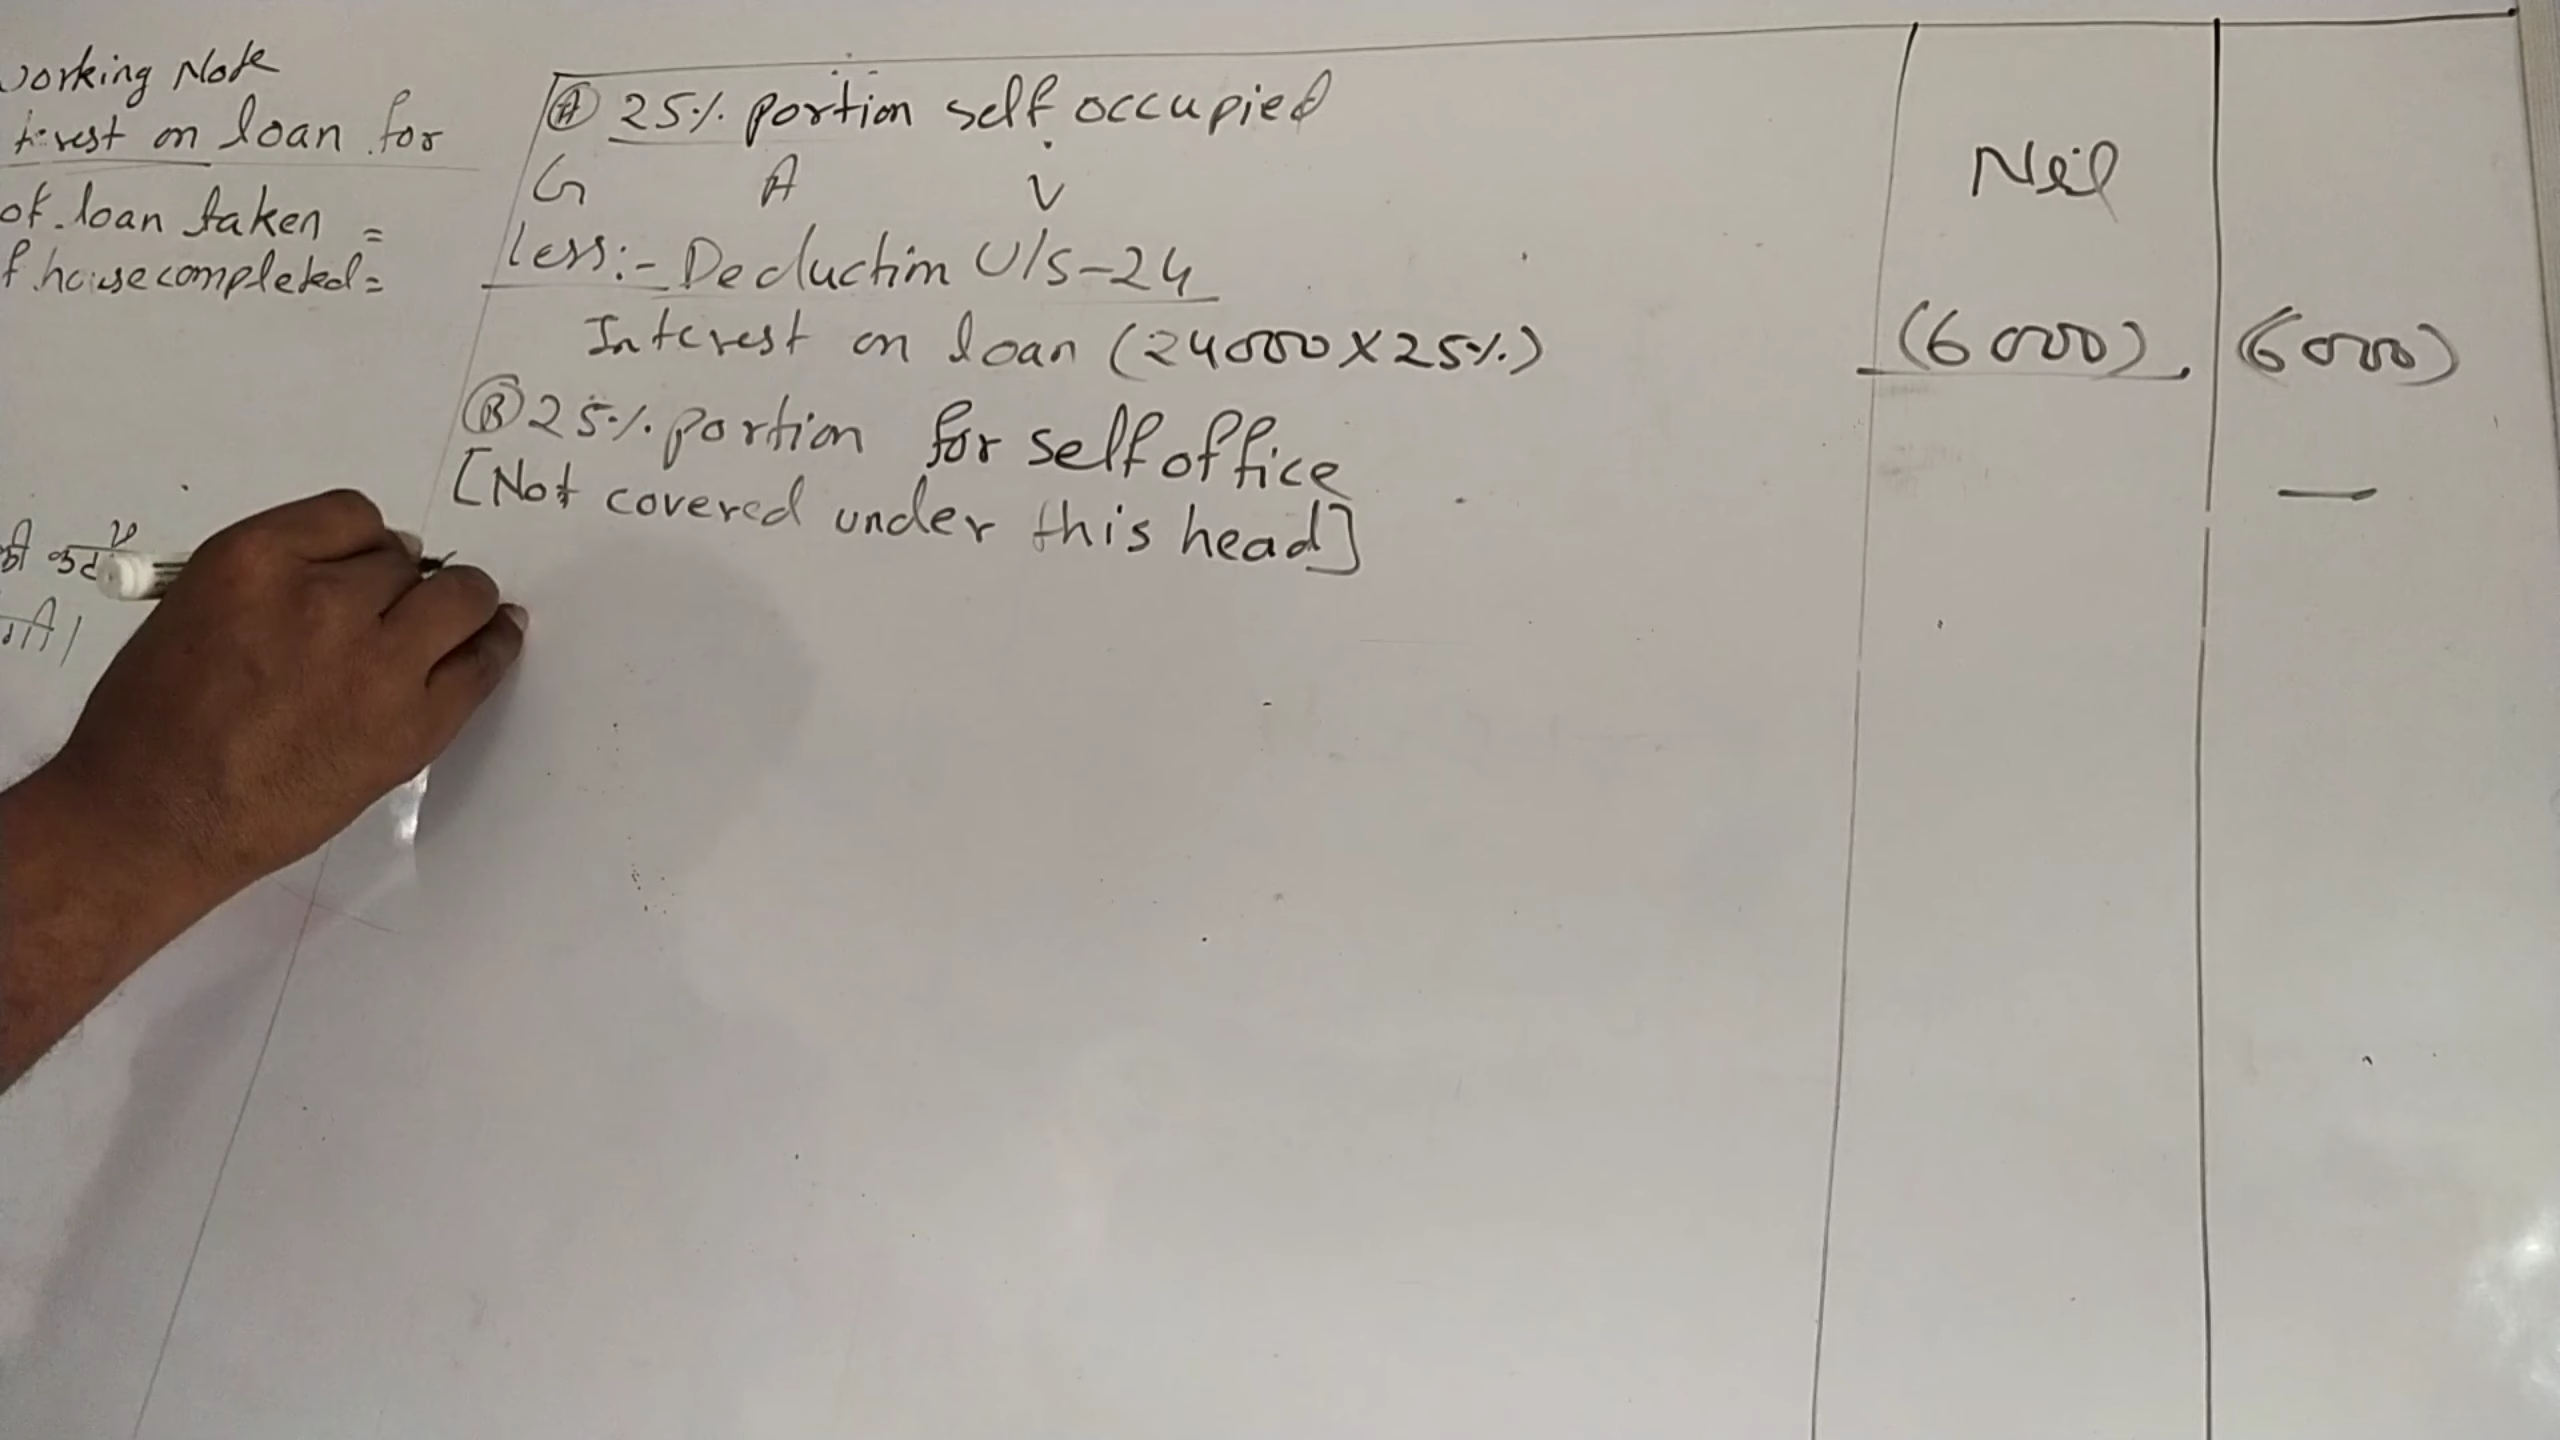 Working Note
terest on loan for
of loan taken =
f house completed =
की
Ⓐ 25% portion self occupied
G A V Neil
less:- Deduction U/S-24
Interest on loan (24000 X 25%) (6000) (6000)
Ⓑ 25% portion for self office
[Not covered under this head] —